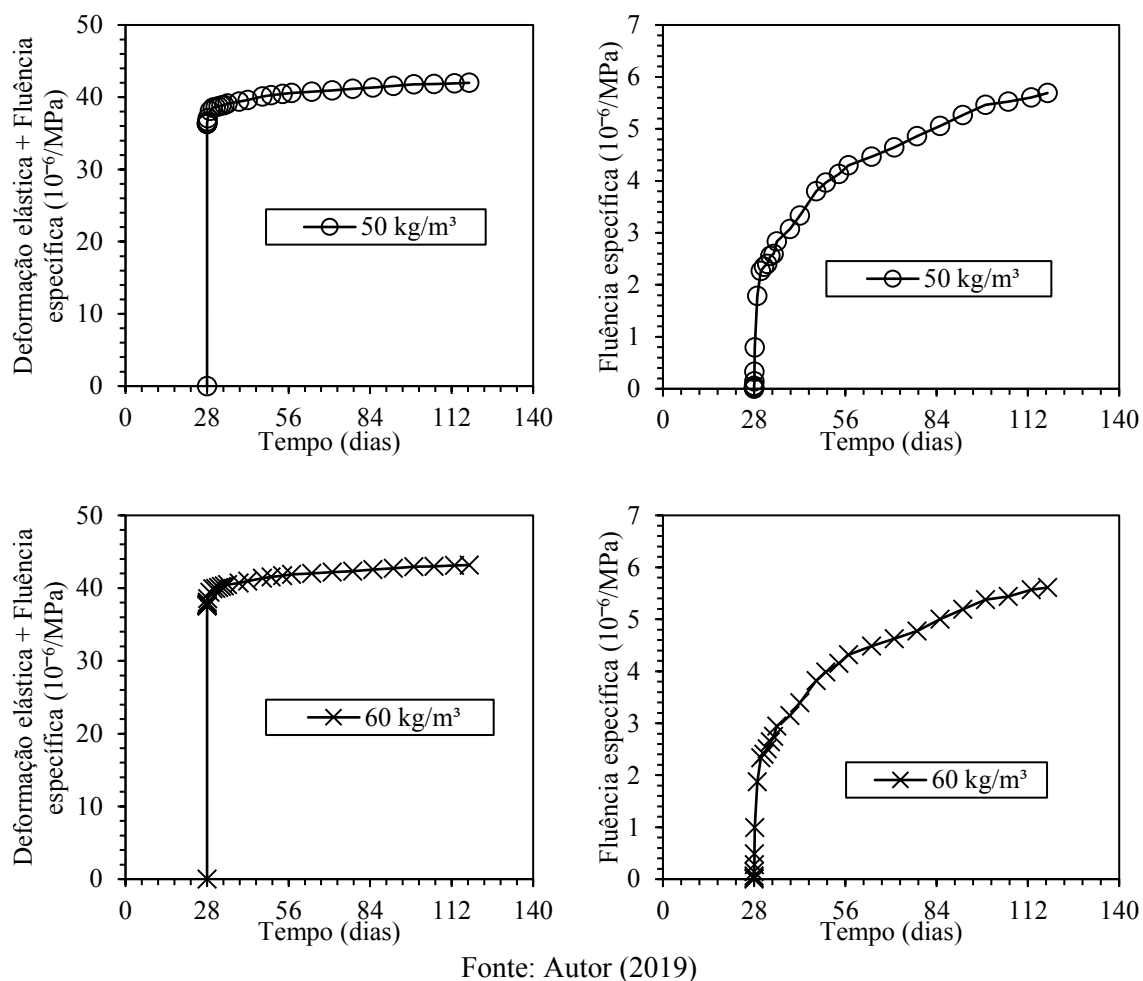 Deformação elástica + Fluência
específica (10⁻⁶/MPa)
50
40
30
20
10
0
50 kg/m³
0 28 56 84 112 140
Tempo (dias)
Fluência específica (10⁻⁶/MPa)
7
6
5
4
3
2
1
0
50 kg/m³
0 28 56 84 112 140
Tempo (dias)
Deformação elástica + Fluência
específica (10⁻⁶/MPa)
50
40
30
20
10
0
60 kg/m³
0 28 56 84 112 140
Tempo (dias)
Fluência específica (10⁻⁶/MPa)
7
6
5
4
3
2
1
0
60 kg/m³
0 28 56 84 112 140
Tempo (dias)
Fonte: Autor (2019)